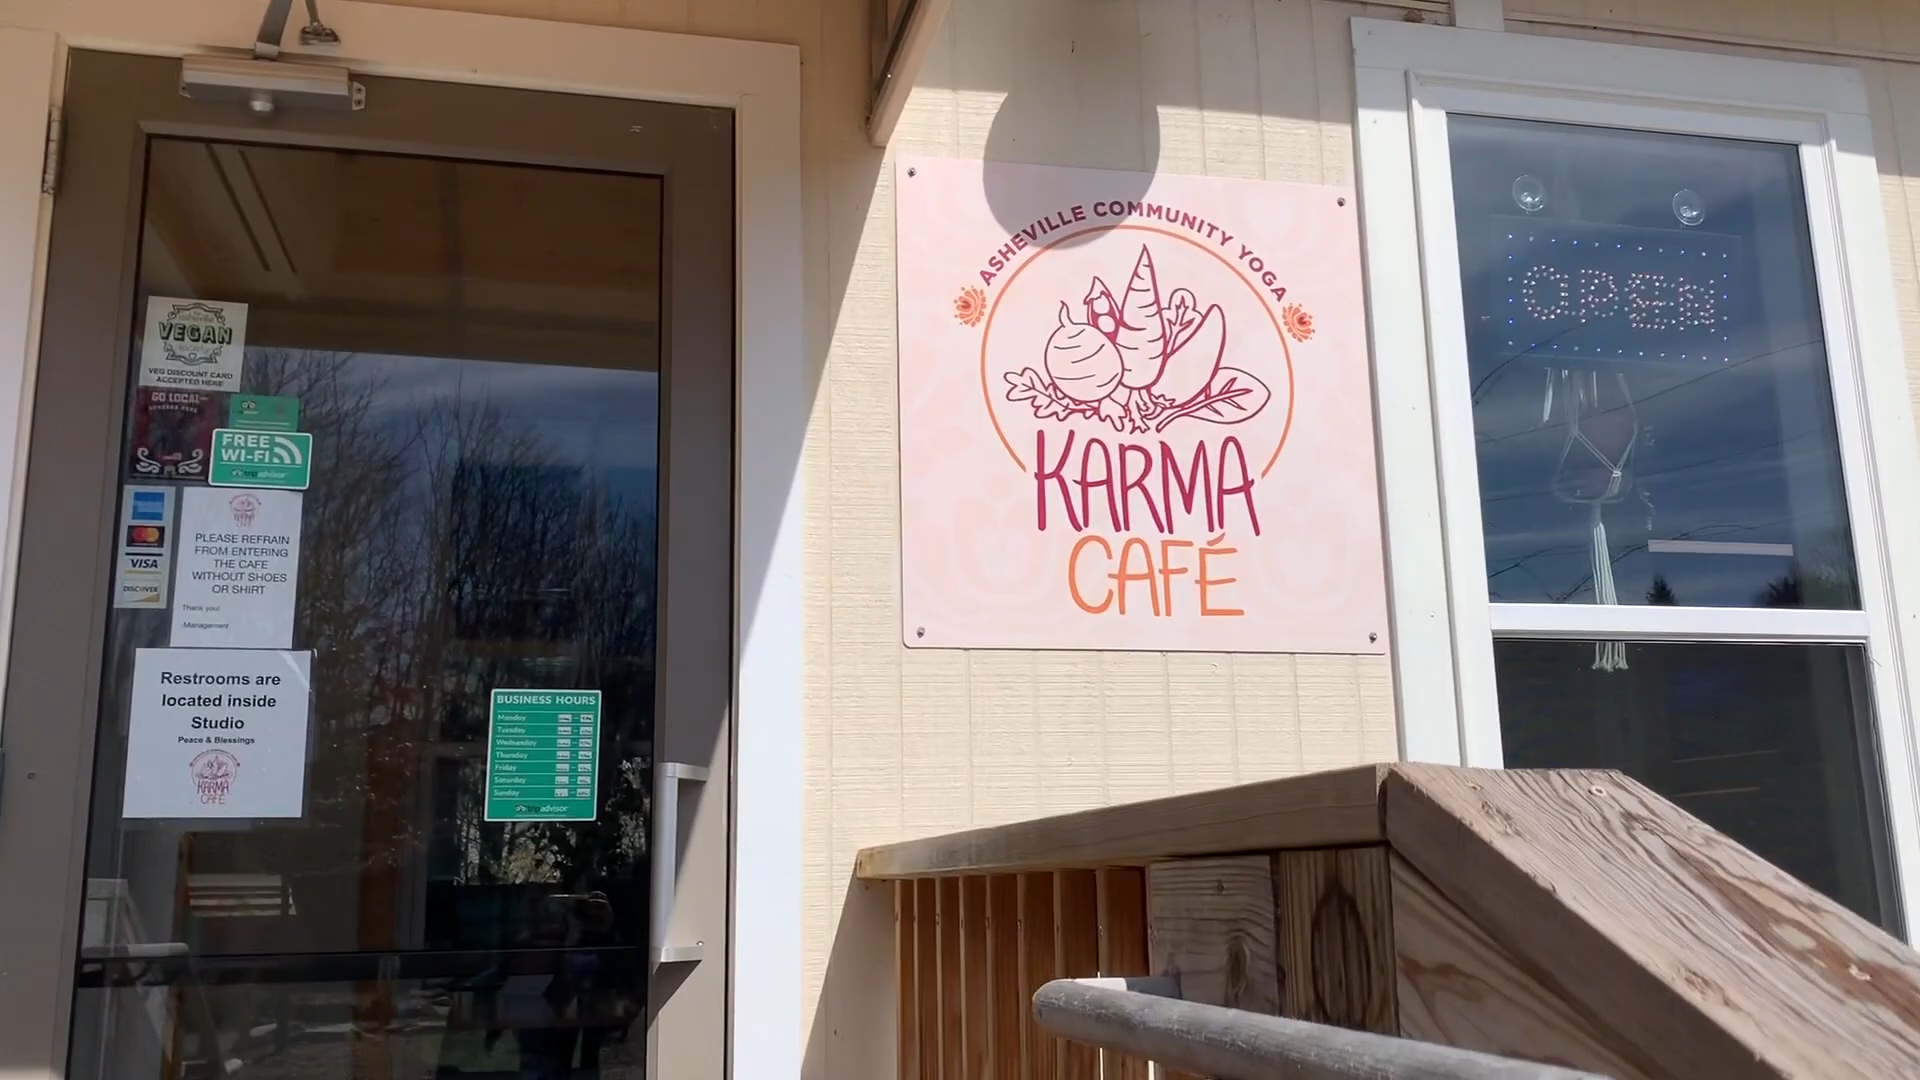 VEGAN
VEG DISCOUNT CARD
ACCEPTED HERE
GO LOCAL
FREE
WI-FI
tripadvisor
VISA
DISCOVER
PLEASE REFRAIN
FROM ENTERING
THE CAFE
WITHOUT SHOES
OR SHIRT
Thank you!
-Management
Restrooms are
located inside
Studio
Peace & Blessings
KARMA
CAFÉ
BUSINESS HOURS
Monday
Tuesday
Wednesday
Thursday
Friday
Saturday
Sunday
tripadvisor
ASHEVILLE COMMUNITY YOGA
KARMA
CAFÉ
OPEN